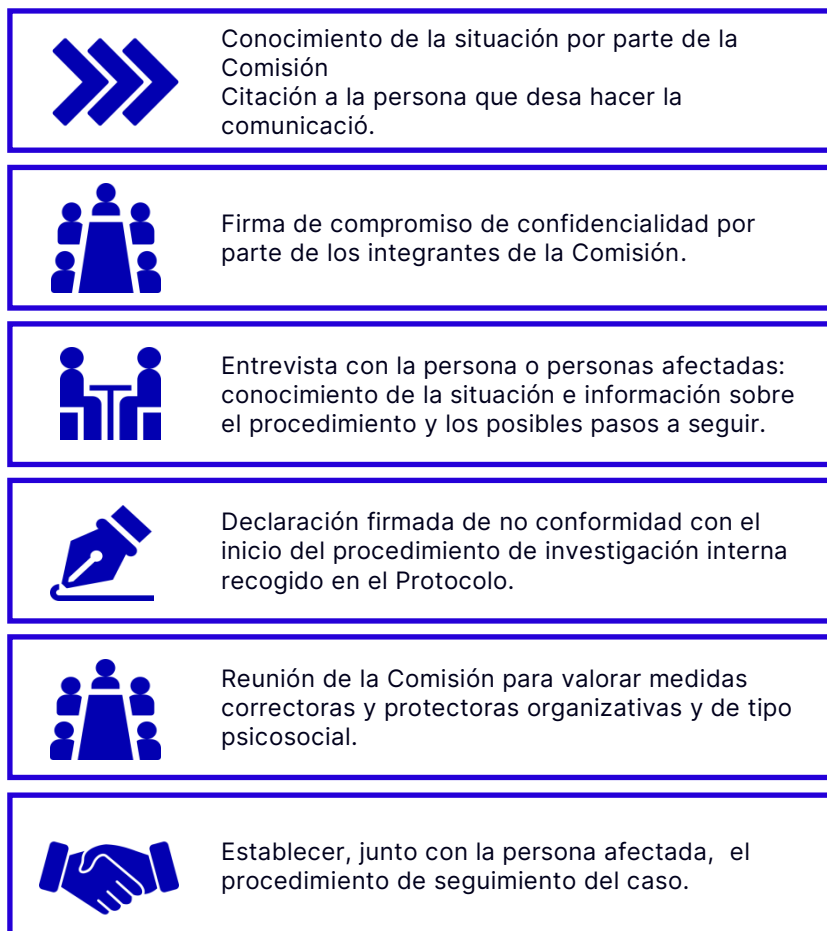 Conocimiento de la situación por parte de la
Comisión
Citación a la persona que desa hacer la
comunicació.
Firma de compromiso de confidencialidad por
parte de los integrantes de la Comisión.
Entrevista con la persona o personas afectadas:
conocimiento de la situación e información sobre
el procedimiento y los posibles pasos a seguir.
Declaración firmada de no conformidad con el
inicio del procedimiento de investigación interna
recogido en el Protocolo.
Reunión de la Comisión para valorar medidas
correctoras y protectoras organizativas y de tipo
psicosocial.
Establecer, junto con la persona afectada,  el
procedimiento de seguimiento del caso.